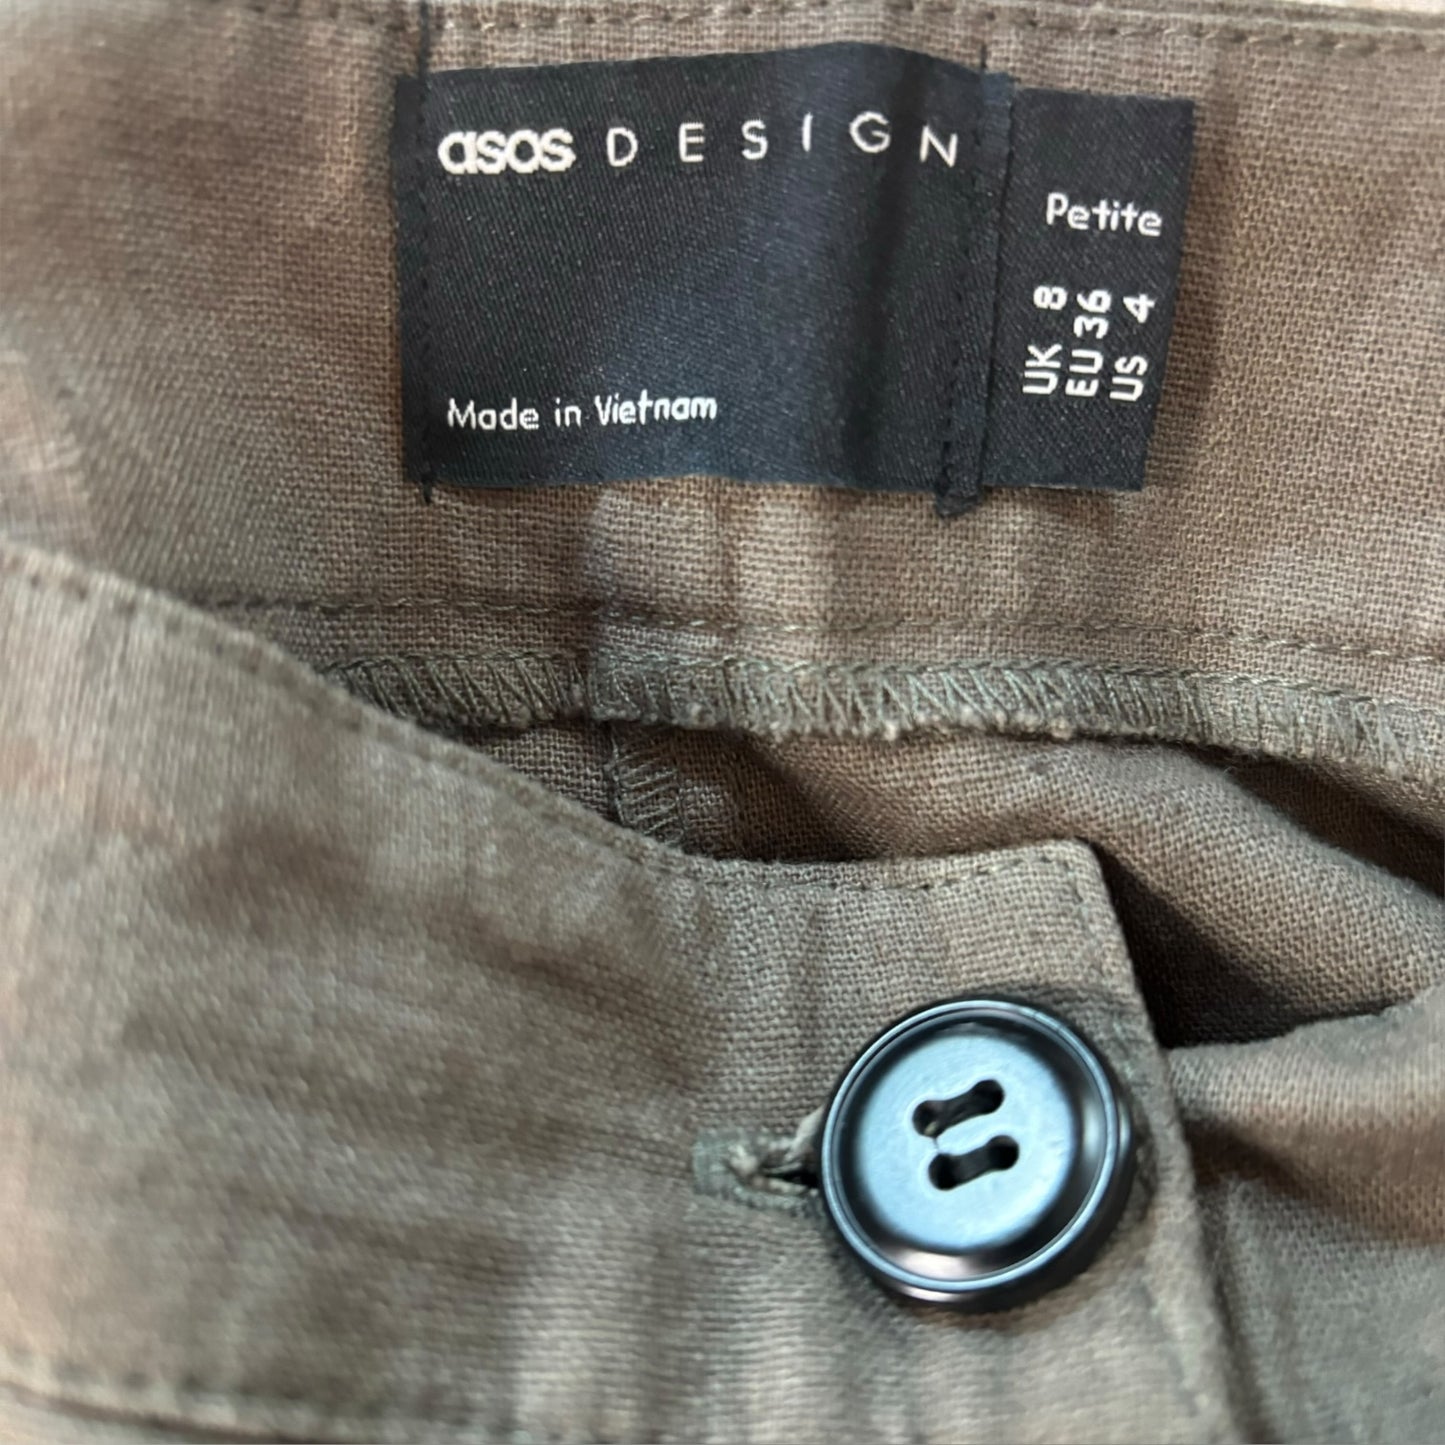 asos DESIGN
Made in Vietnam
Petite
UK 8
EU 36
US 4